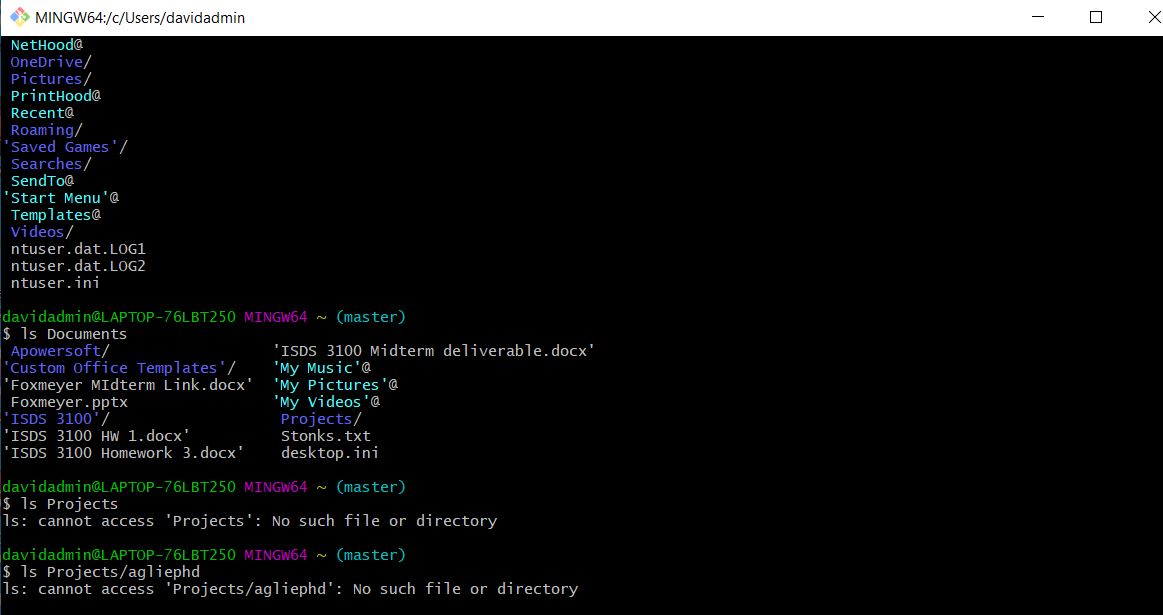 MINGW64:/c/Users/davidadmin
NetHood@
OneDrive/
Pictures/
PrintHood@
Recent@
Roaming/
'Saved Games'/
Searches/
SendTo@
'Start Menu'@
Templates@
Videos/
ntuser.dat.LOG1
ntuser.dat.LOG2
ntuser.ini
davidadmin@LAPTOP-76LBT250 MINGW64 ~ (master)
$ ls Documents
Apowersoft/ 'ISDS 3100 Midterm deliverable.docx'
'Custom Office Templates'/ 'My Music'@
'Foxmeyer MIdterm Link.docx' 'My Pictures'@
Foxmeyer.pptx 'My Videos'@
'ISDS 3100'/ Projects/
'ISDS 3100 HW 1.docx' Stonks.txt
'ISDS 3100 Homework 3.docx' desktop.ini
davidadmin@LAPTOP-76LBT250 MINGW64 ~ (master)
$ ls Projects
ls: cannot access 'Projects': No such file or directory
davidadmin@LAPTOP-76LBT250 MINGW64 ~ (master)
$ ls Projects/agliephd
ls: cannot access 'Projects/agliephd': No such file or directory